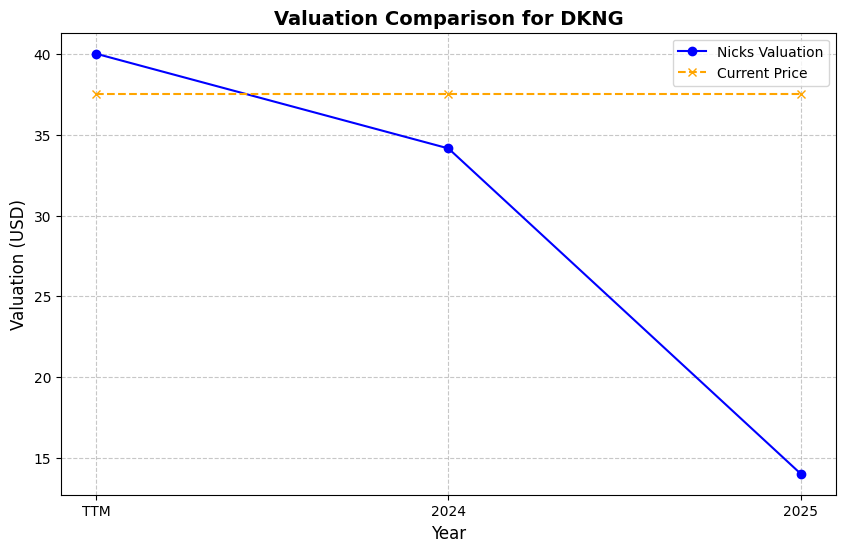 Valuation Comparison for DKNG
Nicks Valuation
Current Price
Valuation (USD)
40
35
30
25
20
15
TTM
2024
2025
Year